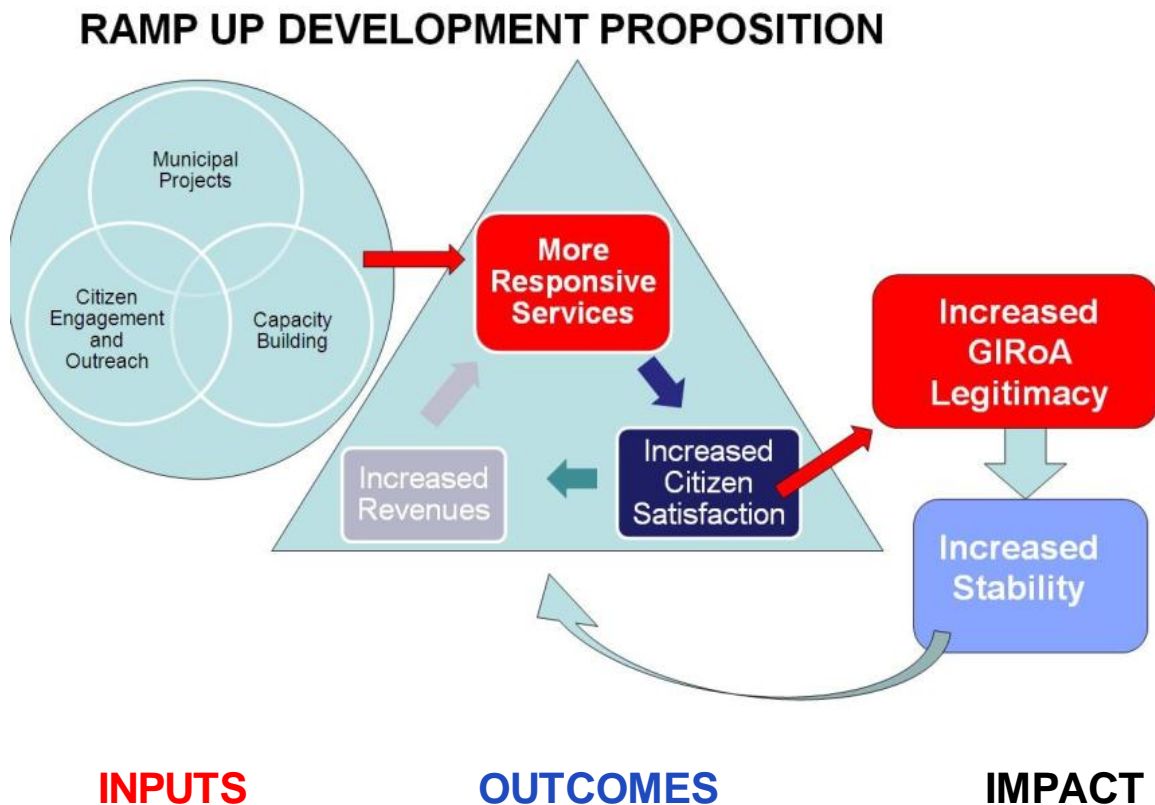 RAMP UP DEVELOPMENT PROPOSITION
Municipal
Projects
Citizen
Engagement
and
Outreach
Capacity
Building
More
Responsive
Services
Increased
Citizen
Satisfaction
Increased
Revenues
Increased
GIRoA
Legitimacy
Increased
Stability
INPUTS
OUTCOMES
IMPACT